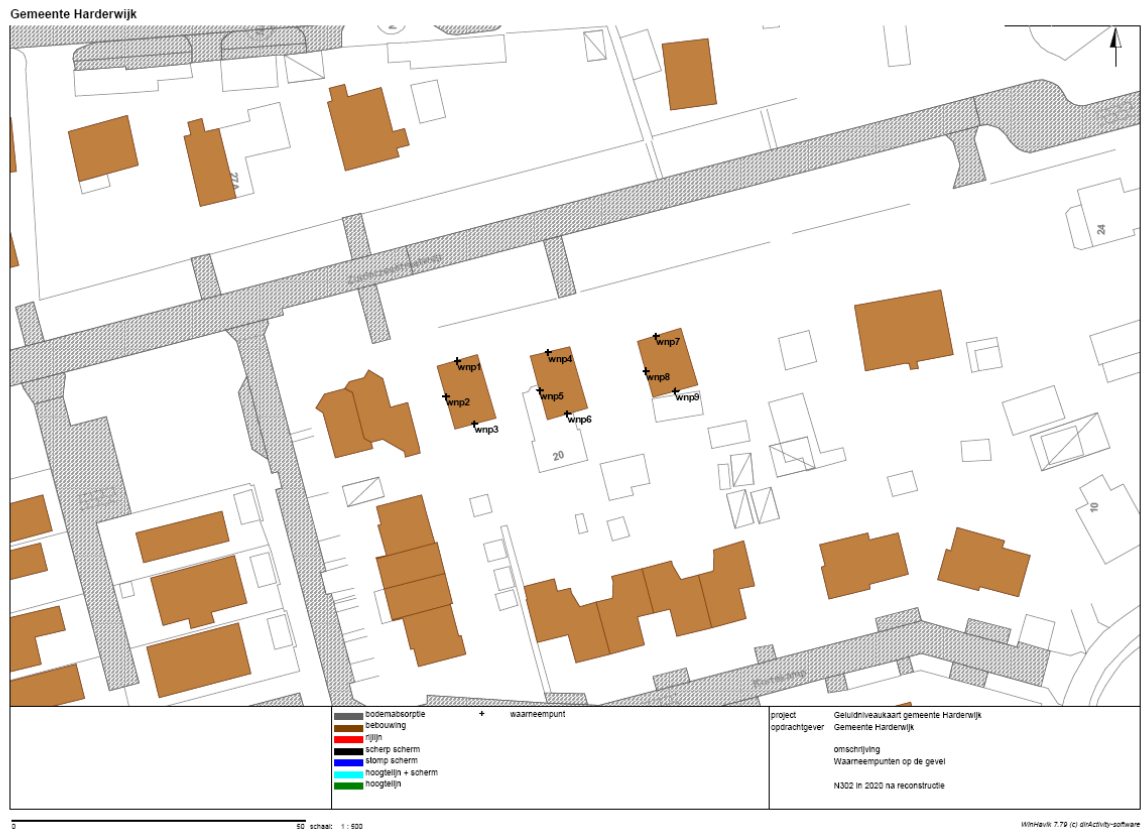 Gemeente Harderwijk
27A
24
wnp7
wnp4
wnp1
wnp8
wnp5
wnp9
wnp2
wnp6
wnp3
20
10
bodemabsorptie
+ waarneempunt
bebouwing
rijlijn
scherp scherm
stomp scherm
hoogtelijn + scherm
hoogtelijn
project Geluidniveaukaart gemeente Harderwijk
opdrachtgever Gemeente Harderwijk
omschrijving
Waarneempunten op de gevel
N302 in 2020 na reconstructie
0 50 schaal: 1 : 500
WinHavik 7.79 (c) dirActivity-software